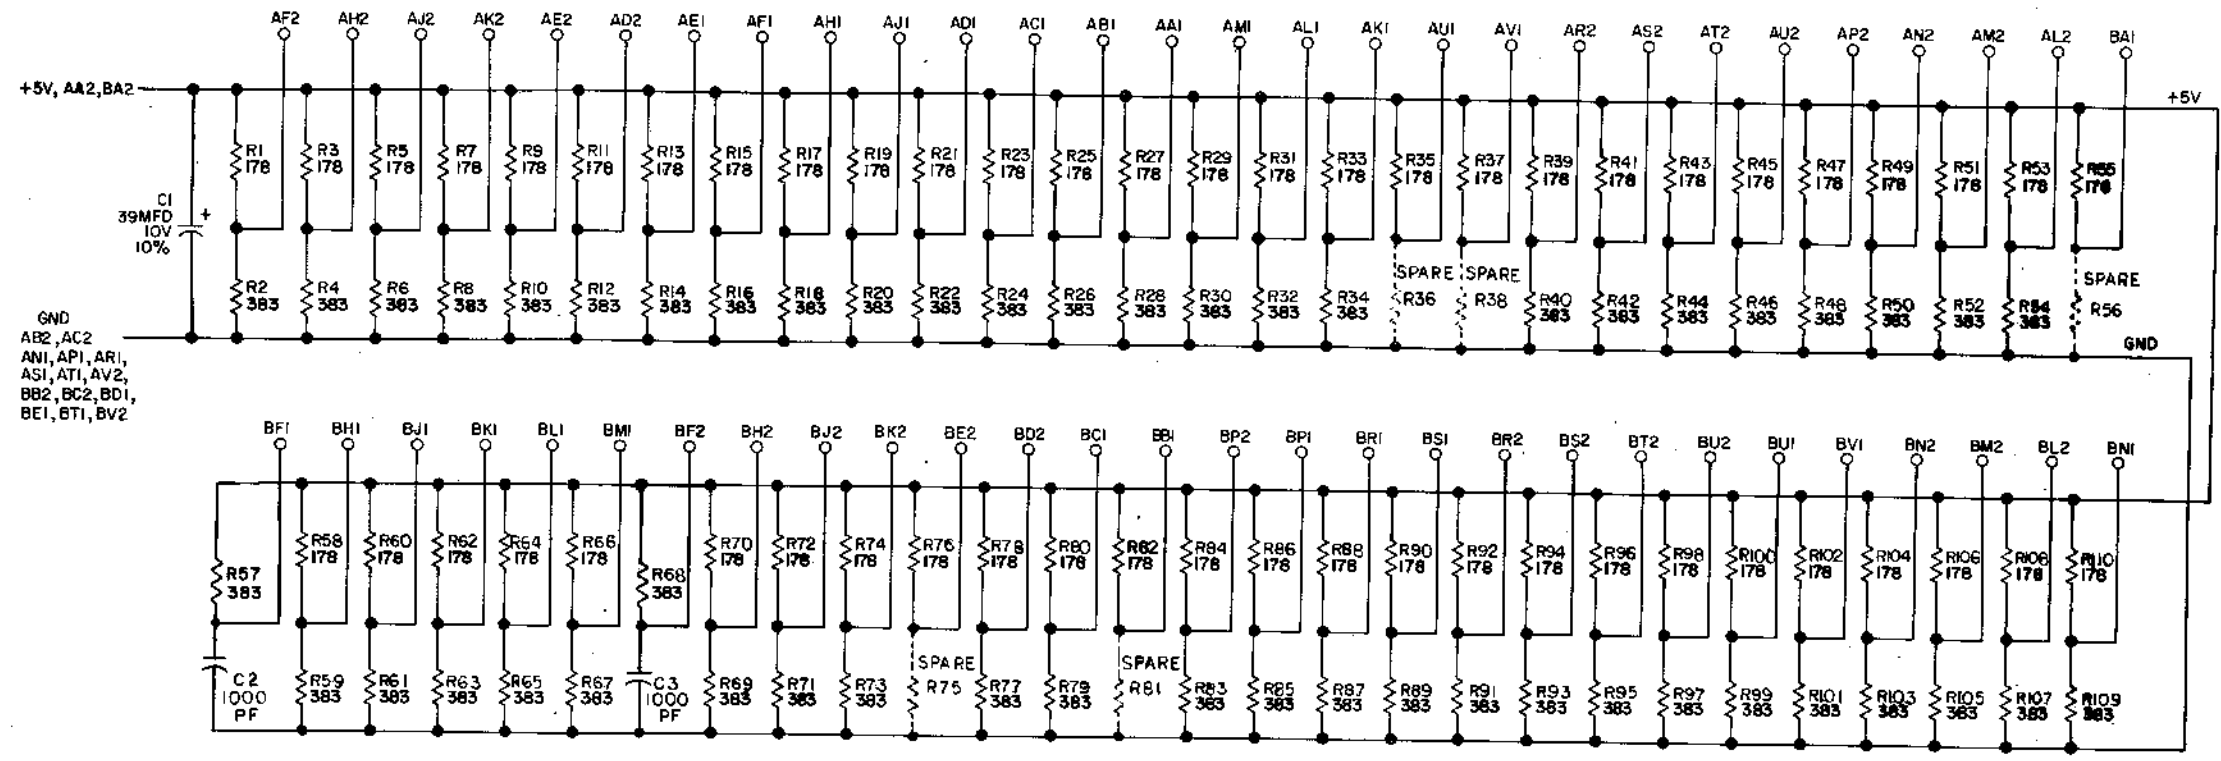 AF2 AH2 AJ2 AK2 AE2 AD2 AE1 AF1 AH1 AJ1 AD1 AC1 AB1 AA1 AM1 AL1 AK1 AU1 AV1 AR2 AS2 AT2 AU2 AP2 AN2 AM2 AL2 BA1
+5V, AA2,BA2
+5V
R1 R3 R5 R7 R9 R11 R13 R15 R17 R19 R21 R23 R25 R27 R29 R31 R33 R35 R37 R39 R41 R43 R45 R47 R49 R51 R53 R55
178 178 178 178 178 178 178 178 178 178 178 178 178 178 178 178 178 178 178 178 178 178 178 178 178 178 178 178
C1
39MFD +
10V
10%
SPARE SPARE SPARE
R2 R4 R6 R8 R10 R12 R14 R16 R18 R20 R22 R24 R26 R28 R30 R32 R34 R36 R38 R40 R42 R44 R46 R48 R50 R52 R54 R56
383 383 383 383 383 383 383 383 383 383 383 383 383 383 383 383 383 383 383 383 383 383 383 383 383
GND
GND
AB2,AC2
AN1, AP1, AR1,
AS1, AT1, AV2,
BB2, BC2, BD1,
BE1, BT1, BV2
BF1 BH1 BJ1 BK1 BL1 BM1 BF2 BH2 BJ2 BK2 BE2 BD2 BC1 BB1 BP2 BP1 BR1 BS1 BR2 BS2 BT2 BU2 BU1 BV1 BN2 BM2 BL2 BN1
R57 R58 R60 R62 R64 R66 R68 R70 R72 R74 R76 R78 R80 R82 R84 R86 R88 R90 R92 R94 R96 R98 R100 R102 R104 R106 R108 R110
383 178 178 178 178 178 383 178 178 178 178 178 178 178 178 178 178 178 178 178 178 178 178 178 178 178 178 178
SPARE SPARE
C2 R59 R61 R63 R65 R67 C3 R69 R71 R73 R75 R77 R79 R81 R83 R85 R87 R89 R91 R93 R95 R97 R99 R101 R103 R105 R107 R109
1000 383 383 383 383 383 1000 383 383 383 383 383 383 383 383 383 383 383 383 383 383 383 383 383 383 383 383
PF PF